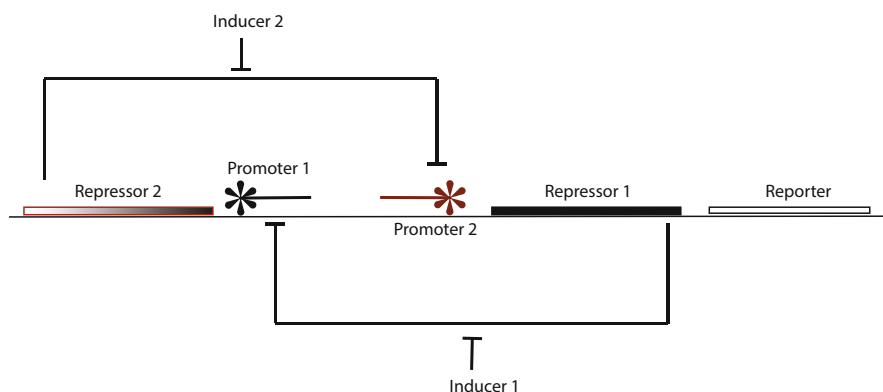 Inducer 2
Promoter 1
Repressor 2
Repressor 1
Reporter
Promoter 2
Inducer 1